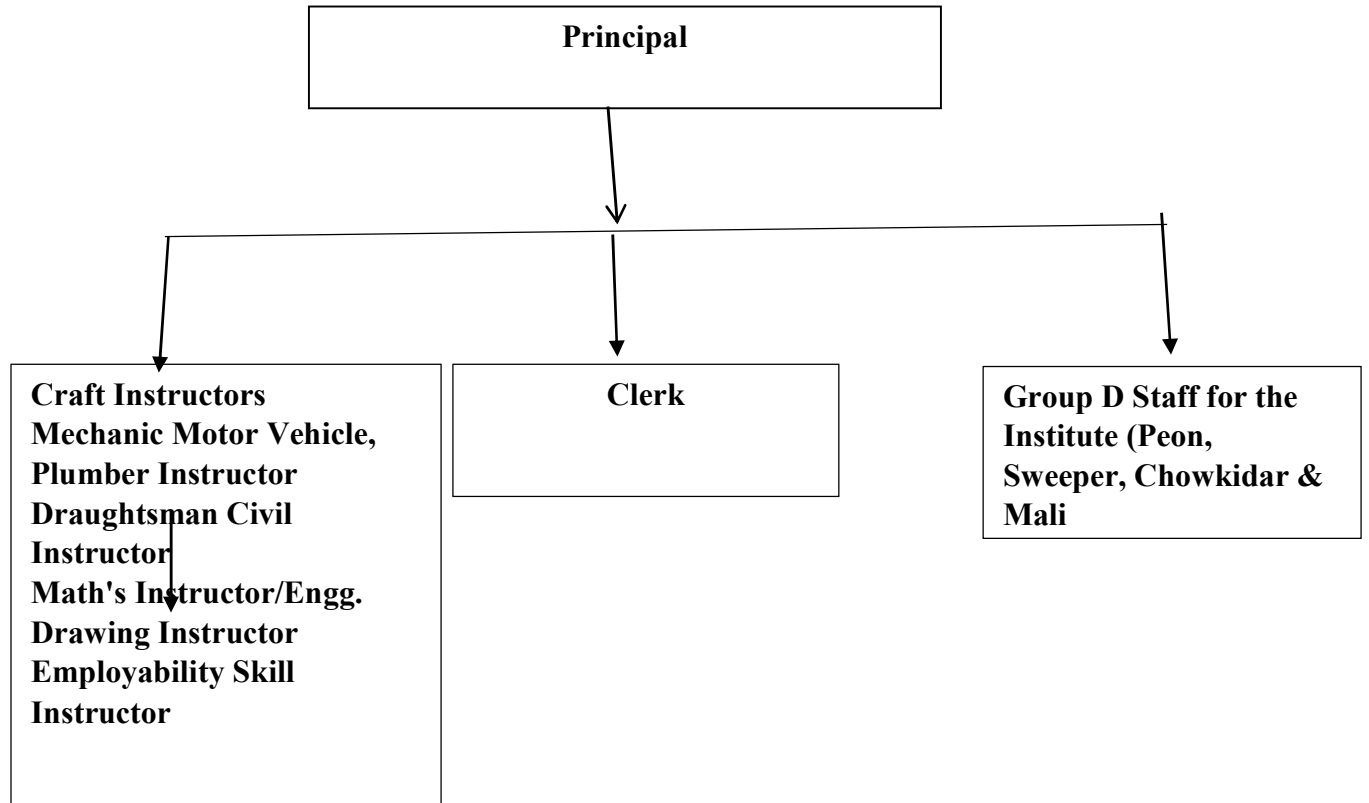 Principal
Craft Instructors
Mechanic Motor Vehicle,
Plumber Instructor
Draughtsman Civil
Instructor
Math's Instructor/Engg.
Drawing Instructor
Employability Skill
Instructor
Clerk
Group D Staff for the
Institute (Peon,
Sweeper, Chowkidar &
Mali